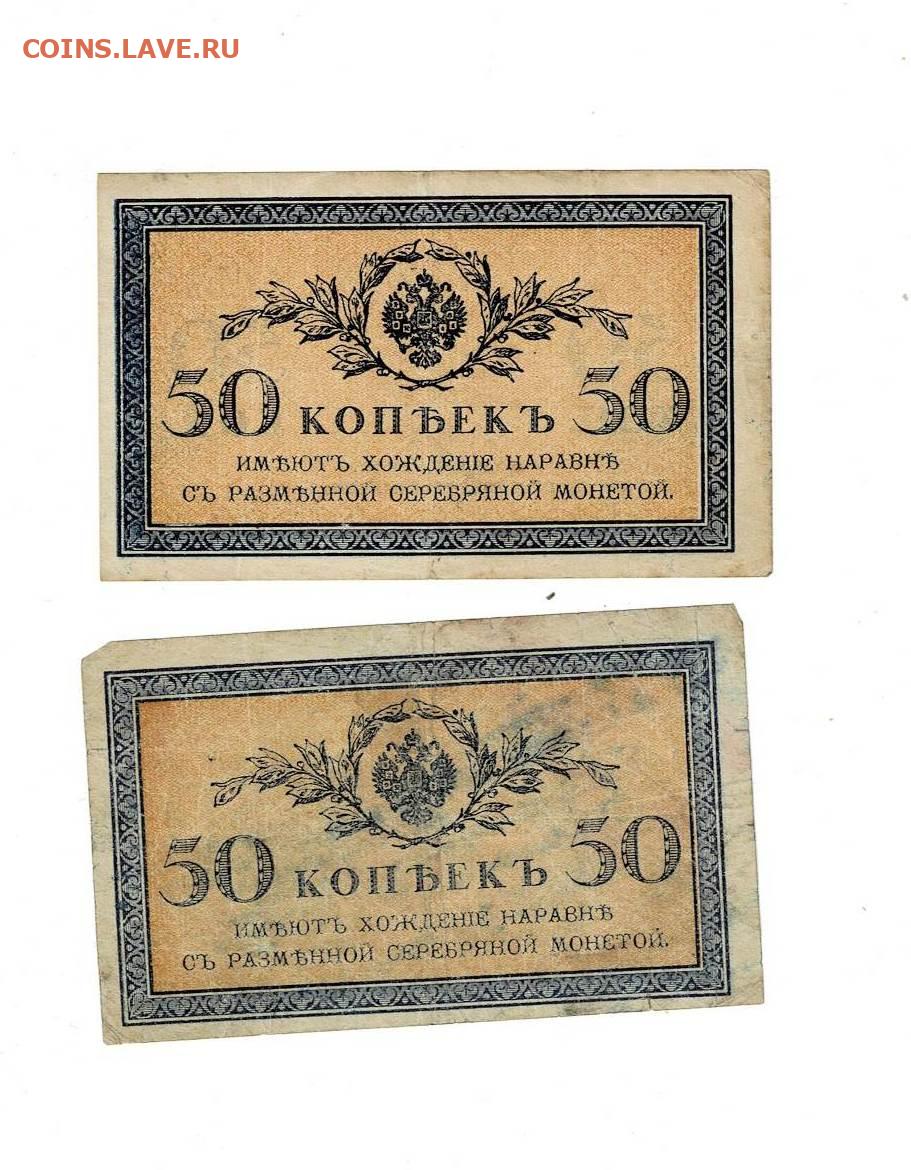 COINS.LAVE.RU
50 КОПѢЕКЪ 50
ИМѢЮТЪ ХОЖДЕНІЕ НАРАВНѢ
СЪ РАЗМѢННОЙ СЕРЕБРЯНОЙ МОНЕТОЙ.
50 КОПѢЕКЪ 50
ИМѢЮТЪ ХОЖДЕНІЕ НАРАВНѢ
СЪ РАЗМѢННОЙ СЕРЕБРЯНОЙ МОНЕТОЙ.